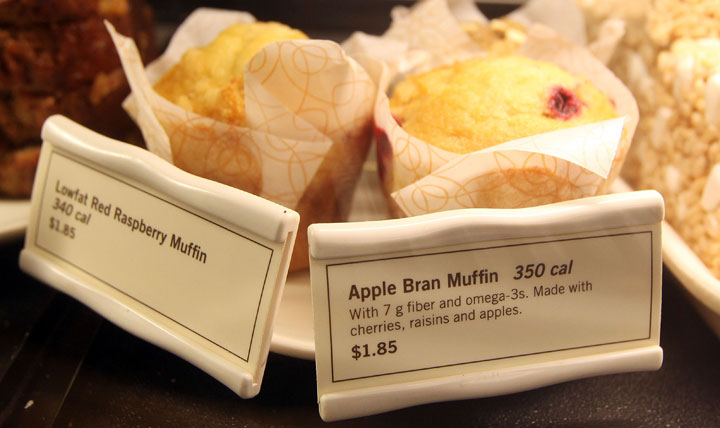 Lowfat Red Raspberry Muffin
340 cal
$1.85
Apple Bran Muffin 350 cal
With 7 g fiber and omega-3s. Made with
cherries, raisins and apples.
$1.85